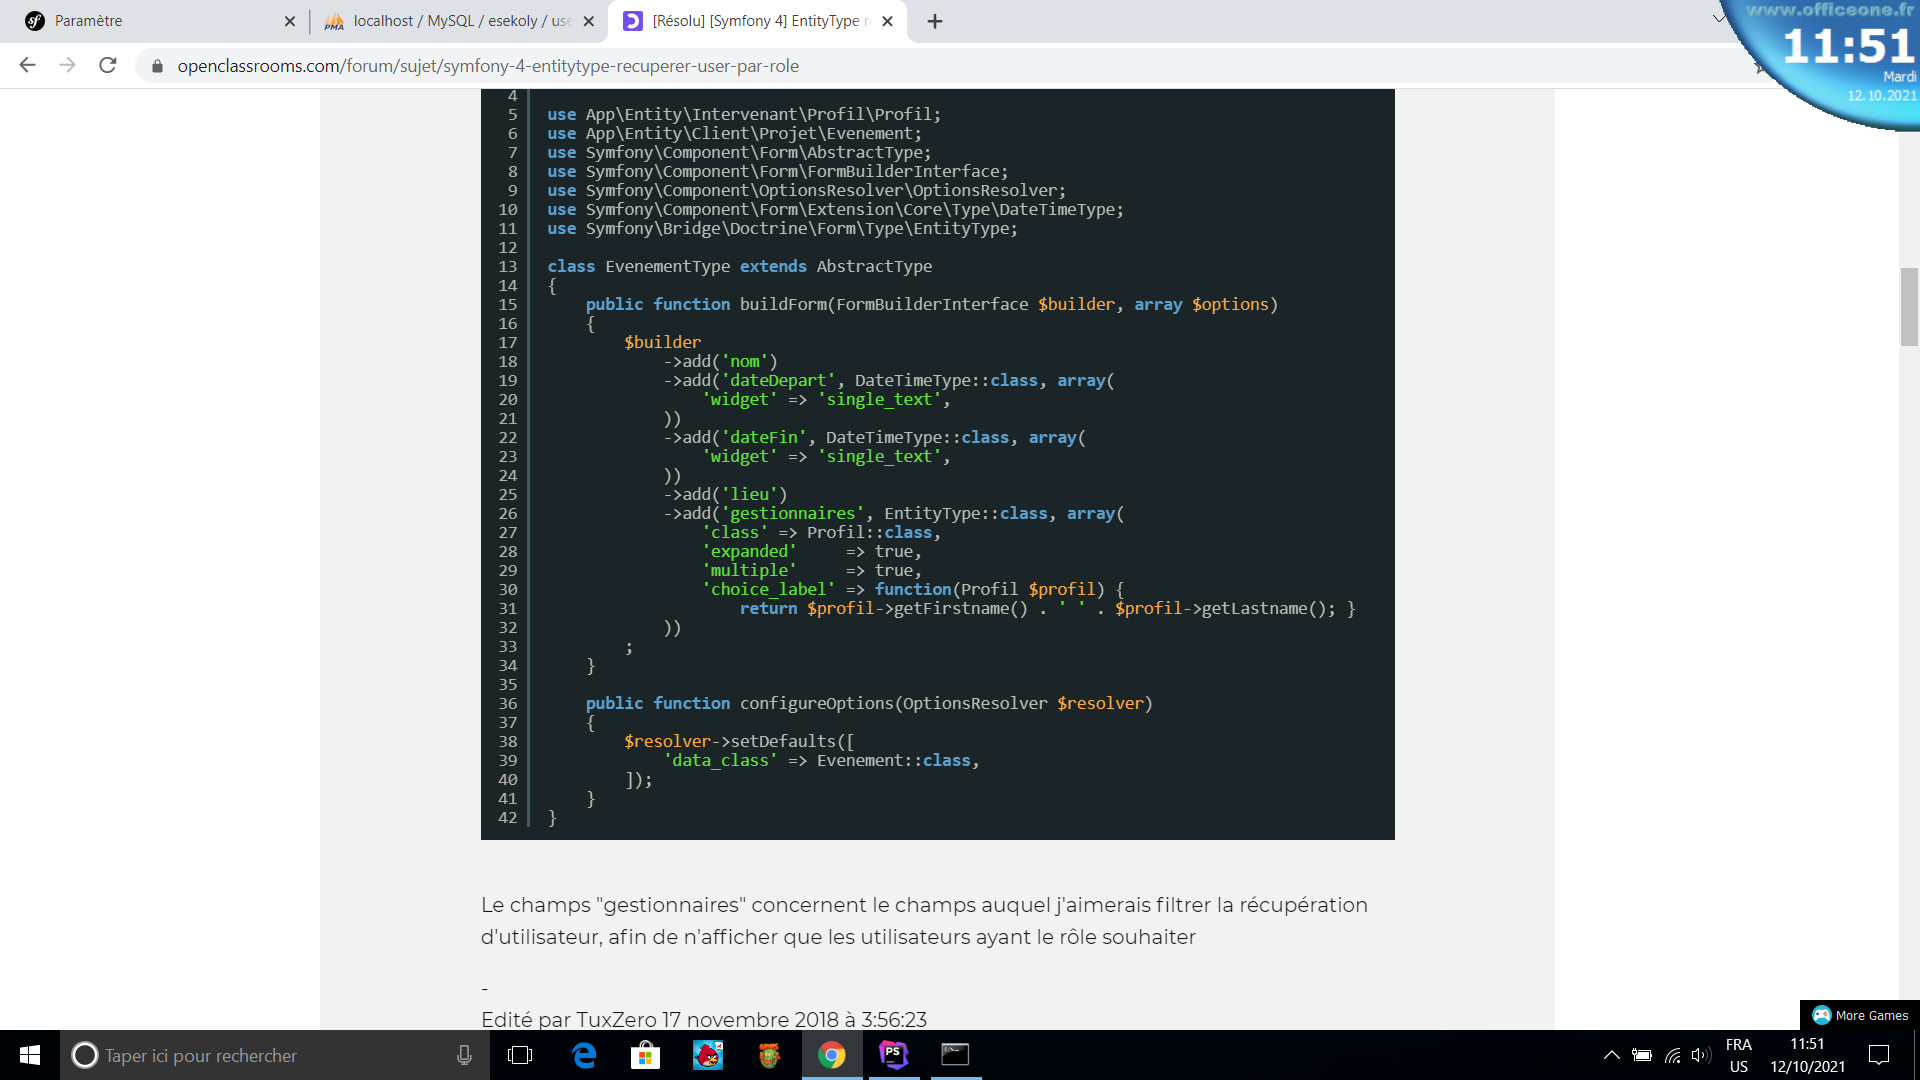 Paramètre
localhost / MySQL / esekoly / use
[Résolu] [Symfony 4] EntityType r
www.officeone.fr
11:51
Mardi
12.10.2021
openclassrooms.com/forum/sujet/symfony-4-entitytype-recuperer-user-par-role
4
5 use App\Entity\Intervenant\Profil\Profil;
6 use App\Entity\Client\Projet\Evenement;
7 use Symfony\Component\Form\AbstractType;
8 use Symfony\Component\Form\FormBuilderInterface;
9 use Symfony\Component\OptionsResolver\OptionsResolver;
10 use Symfony\Component\Form\Extension\Core\Type\DateTimeType;
11 use Symfony\Bridge\Doctrine\Form\Type\EntityType;
12
13 class EvenementType extends AbstractType
14 {
15 public function buildForm(FormBuilderInterface $builder, array $options)
16 {
17 $builder
18 ->add('nom')
19 ->add('dateDepart', DateTimeType::class, array(
20 'widget' => 'single_text',
21 ))
22 ->add('dateFin', DateTimeType::class, array(
23 'widget' => 'single_text',
24 ))
25 ->add('lieu')
26 ->add('gestionnaires', EntityType::class, array(
27 'class' => Profil::class,
28 'expanded' => true,
29 'multiple' => true,
30 'choice_label' => function(Profil $profil) {
31 return $profil->getFirstname() . ' ' . $profil->getLastname(); }
32 ))
33 ;
34 }
35
36 public function configureOptions(OptionsResolver $resolver)
37 {
38 $resolver->setDefaults([
39 'data_class' => Evenement::class,
40 ]);
41 }
42 }
Le champs "gestionnaires" concernent le champs auquel j'aimerais filtrer la récupération
d'utilisateur, afin de n'afficher que les utilisateurs ayant le rôle souhaiter
-
Edité par TuxZero 17 novembre 2018 à 3:56:23
More Games
Taper ici pour rechercher
FRA
US
11:51
12/10/2021